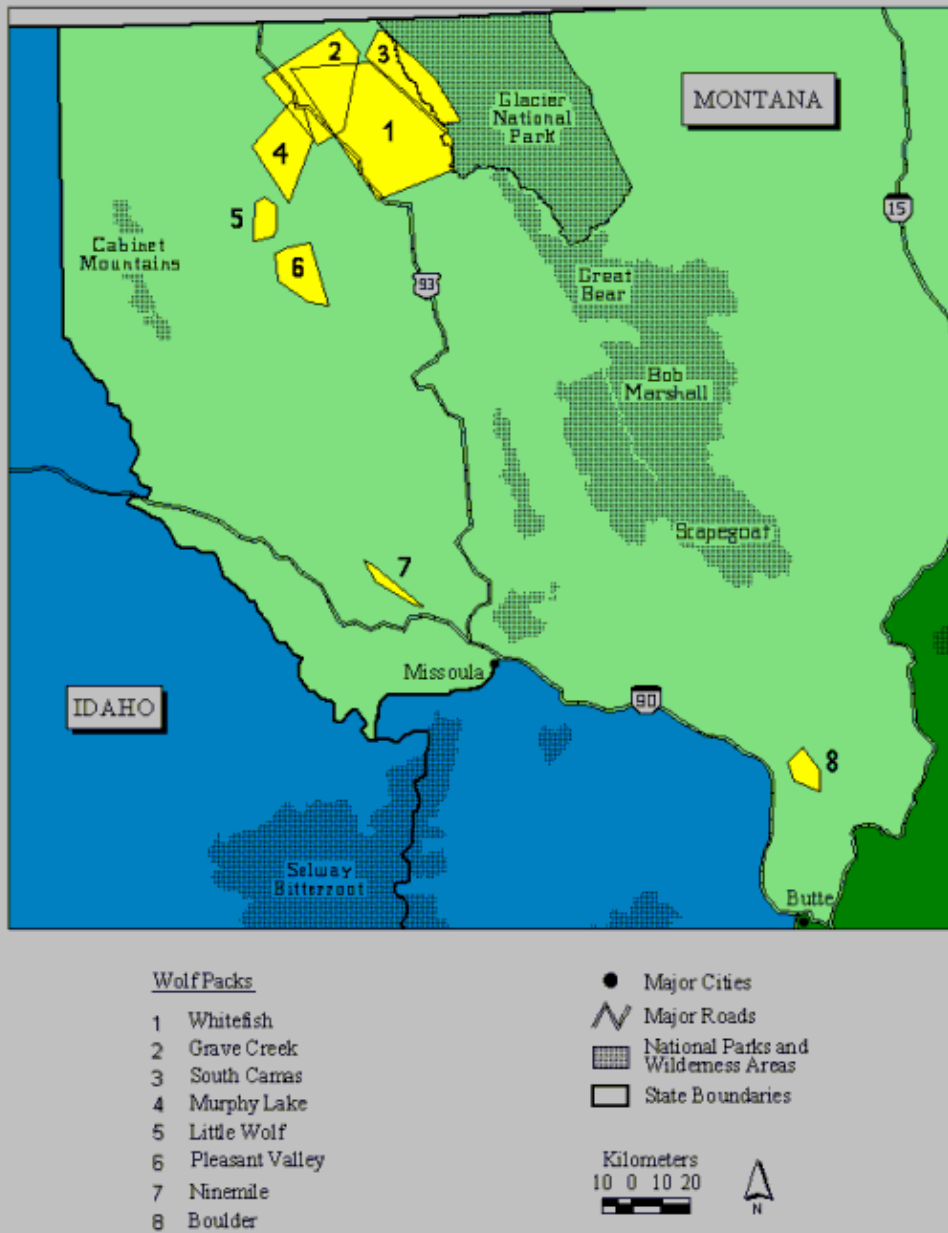 2
3
MONTANA
Glacier
National
Park
1
4
15
5
Cabinet
Mountains
6
93
Great
Bear
Bob
Marshall
Scapegoat
7
Missoula
IDAHO
90
8
Selway
Bitterroot
Butte
Wolf Packs
1 Whitefish
2 Grave Creek
3 South Camas
4 Murphy Lake
5 Little Wolf
6 Pleasant Valley
7 Ninemile
8 Boulder
Major Cities
Major Roads
National Parks and
Wilderness Areas
State Boundaries
Kilometers
10 0 10 20
N